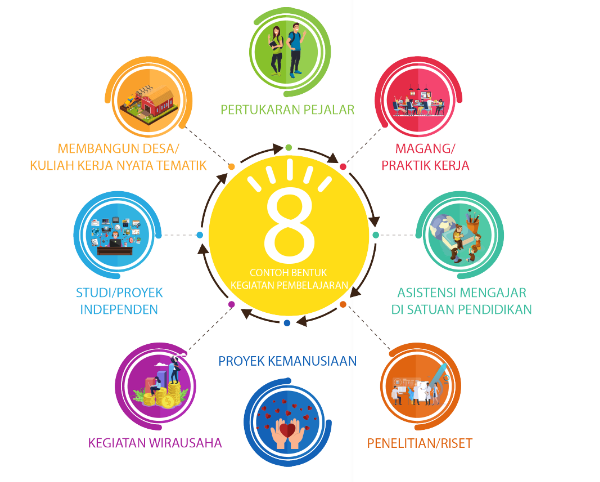 PERTUKARAN PEJALAR
MAGANG/
PRAKTIK KERJA
ASISTENSI MENGAJAR
DI SATUAN PENDIDIKAN
PENELITIAN/RISET
PROYEK KEMANUSIAAN
KEGIATAN WIRAUSAHA
STUDI/PROYEK
INDEPENDEN
MEMBANGUN DESA/
KULIAH KERJA NYATA TEMATIK
8
CONTOH BENTUK
KEGIATAN PEMBELAJARAN